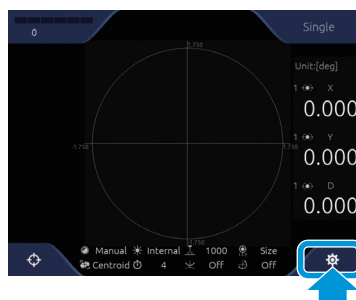 0
Single
1.750
Unit:[deg]
1 X
0.000
-1.750
1.750
1 Y
0.000
1 D
0.000
-1.750
Manual Internal 1000 Size
Centroid 4 Off Off